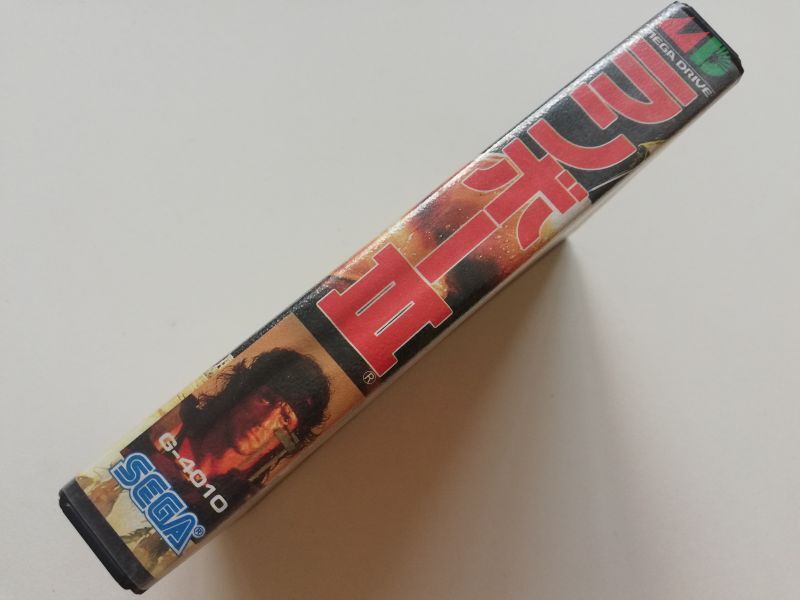 MD
MEGA DRIVE
ランボーIII®
G-4010
SEGA®